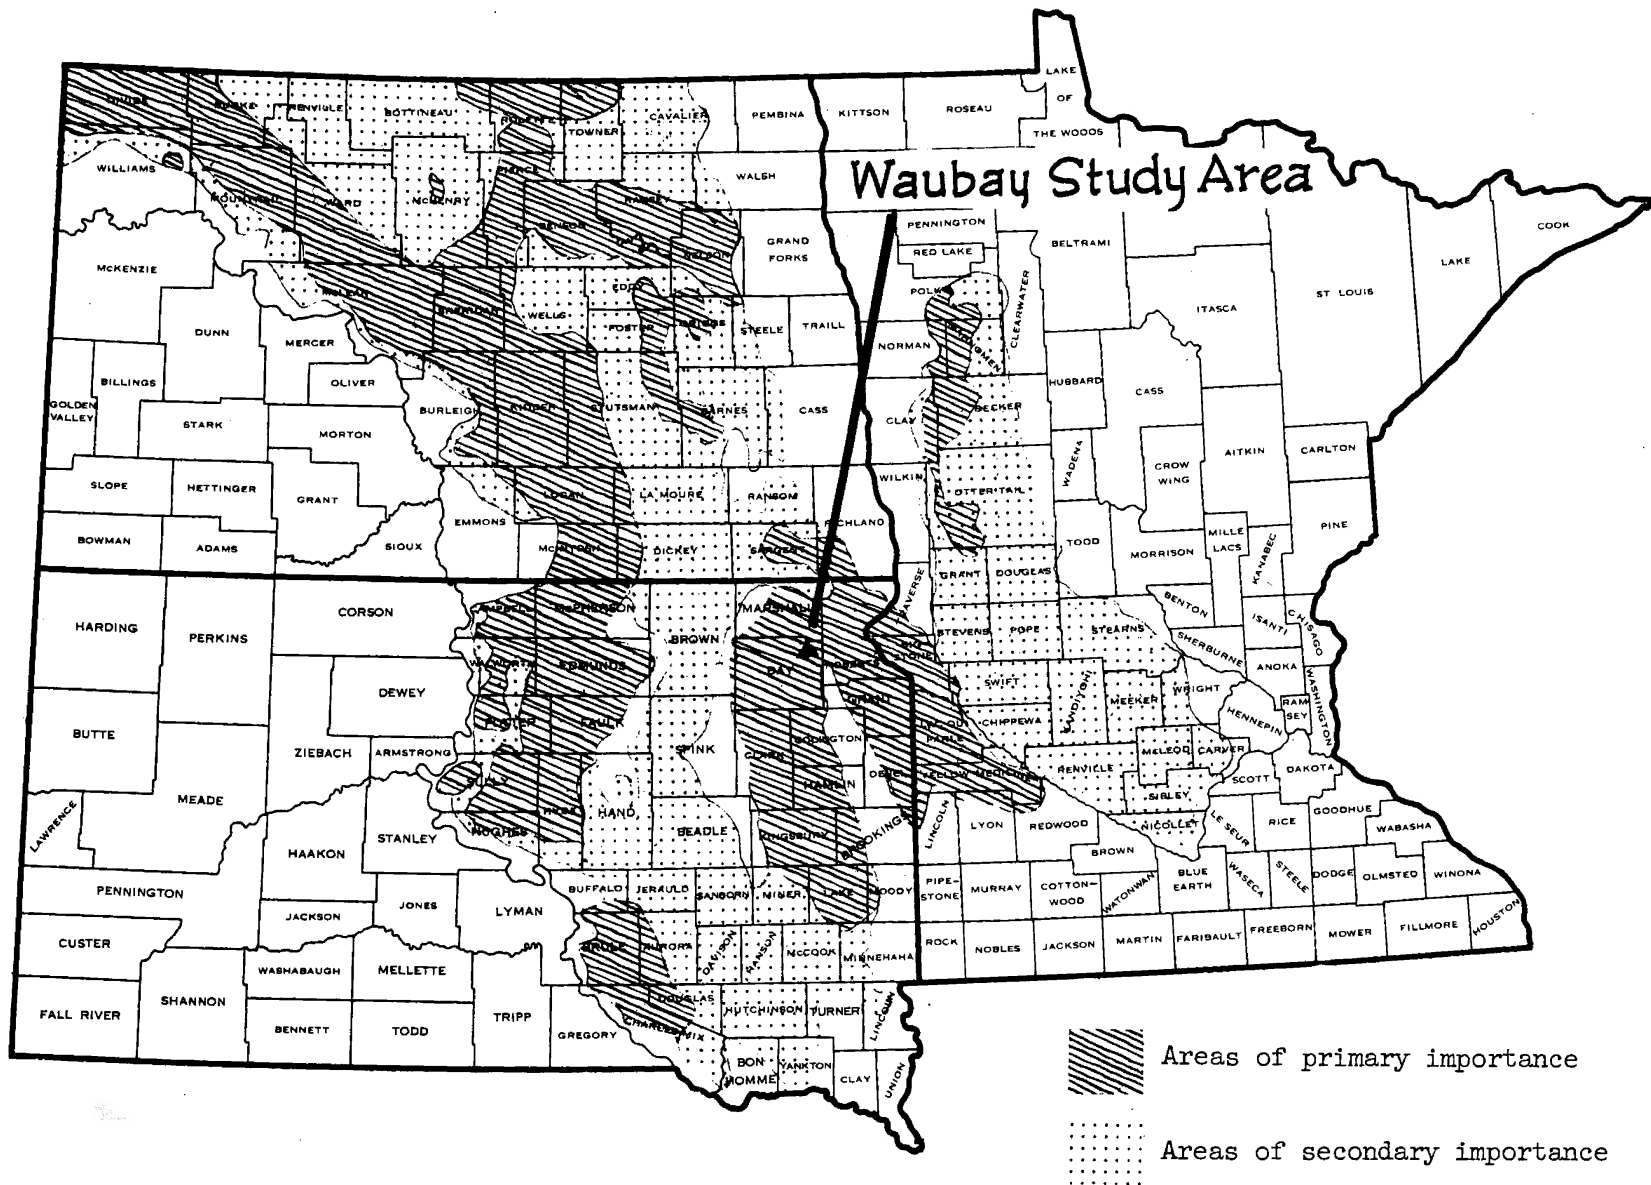 LAKE
OF
THE WOODS
DIVIDE
BURKE
RENVILLE
BOTTINEAU
ROLETTE
TOWNER
CAVALIER
PEMBINA
KITTSON
ROSEAU
Waubay Study Area
WILLIAMS
MOUNTRAIL
WARD
McHENRY
PIERCE
RAMSEY
WALSH
BENSON
NELSON
GRAND
FORKS
PENNINGTON
RED LAKE
BELTRAMI
COOK
LAKE
ST LOUIS
ITASCA
POLK
CLEARWATER
McKENZIE
McLEAN
SHERIDAN
WELLS
EDDY
FOSTER
GRIGGS
STEELE
TRAILL
NORMAN
DUNN
MERCER
OLIVER
BILLINGS
GOLDEN
VALLEY
STARK
MORTON
BURLEIGH
KIDDER
STUTSMAN
BARNES
CASS
CLAY
BECKER
HUBBARD
CASS
AITKIN
CARLTON
WADENA
CROW
WING
SLOPE
HETTINGER
GRANT
EMMONS
LOGAN
LA MOURE
RANSOM
RICHLAND
WILKIN
OTTER TAIL
BOWMAN
ADAMS
SIOUX
McINTOSH
DICKEY
SARGENT
TODD
MORRISON
MILLE
LACS
KANABEC
PINE
TRAVERSE
GRANT
DOUGLAS
HARDING
PERKINS
CORSON
CAMPBELL
McPHERSON
BROWN
MARSHALL
BIG
STONE
STEVENS
POPE
STEARNS
BENTON
SHERBURNE
ISANTI
CHISAGO
ANOKA
WASHINGTON
DEWEY
WALWORTH
EDMUNDS
DAY
ROBERTS
SWIFT
KANDIYOHI
MEEKER
WRIGHT
HENNEPIN
RAM-
SEY
BUTTE
ZIEBACH
ARMSTRONG
POTTER
FAULK
SPINK
CLARK
CODINGTON
GRANT
LAC QUI
PARLE
CHIPPEWA
McLEOD
CARVER
SCOTT
DAKOTA
MEADE
SULLY
HYDE
HAND
HAMLIN
DEUEL
YELLOW MEDICINE
RENVILLE
SIBLEY
LAWRENCE
STANLEY
HUGHES
BEADLE
KINGSBURY
BROOKINGS
LINCOLN
LYON
REDWOOD
NICOLLET
LE SEUR
RICE
GOODHUE
WABASHA
HAAKON
BROWN
PENNINGTON
JACKSON
JONES
LYMAN
BUFFALO
JERAULD
SANBORN
MINER
LAKE
MOODY
PIPE-
STONE
MURRAY
COTTON-
WOOD
WATONWAN
BLUE
EARTH
WASECA
STEELE
DODGE
OLMSTED
WINONA
CUSTER
WASHABAUGH
MELLETTE
BRULE
AURORA
DAVISON
HANSON
McCOOK
MINNEHAHA
ROCK
NOBLES
JACKSON
MARTIN
FARIBAULT
FREEBORN
MOWER
FILLMORE
HOUSTON
FALL RIVER
SHANNON
BENNETT
TODD
TRIPP
GREGORY
CHARLES MIX
DOUGLAS
HUTCHINSON
TURNER
LINCOLN
BON
HOMME
YANKTON
CLAY
UNION
Areas of primary importance
Areas of secondary importance